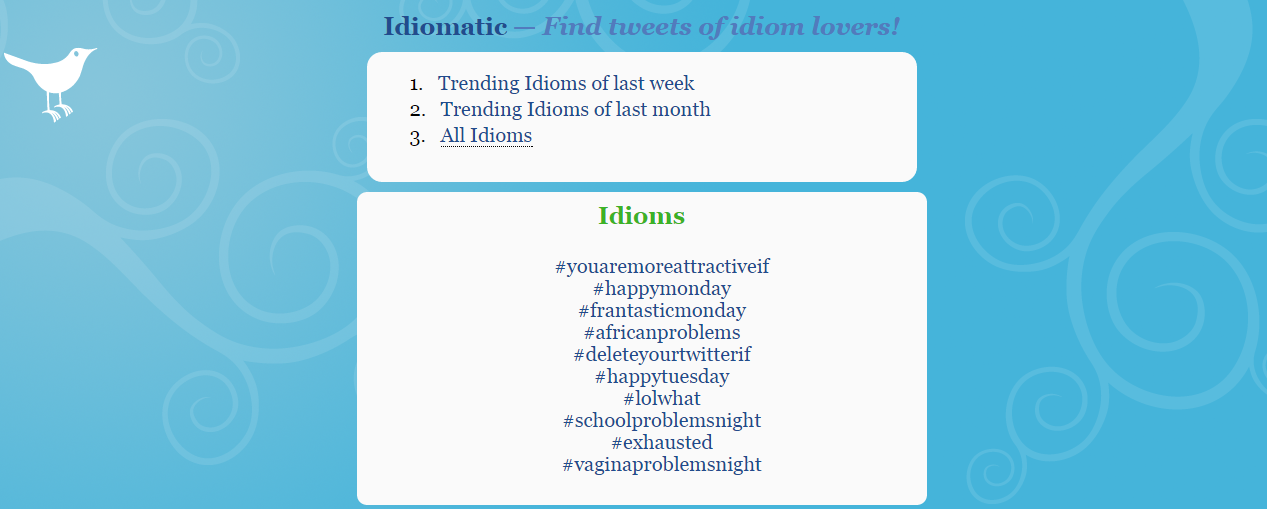 Idiomatic — Find tweets of idiom lovers!
1. Trending Idioms of last week
2. Trending Idioms of last month
3. All Idioms
Idioms
#youaremoreattractiveif
#happymonday
#frantasticmonday
#africanproblems
#deleteyourtwitterif
#happytuesday
#lolwhat
#schoolproblemsnight
#exhausted
#vaginaproblemsnight